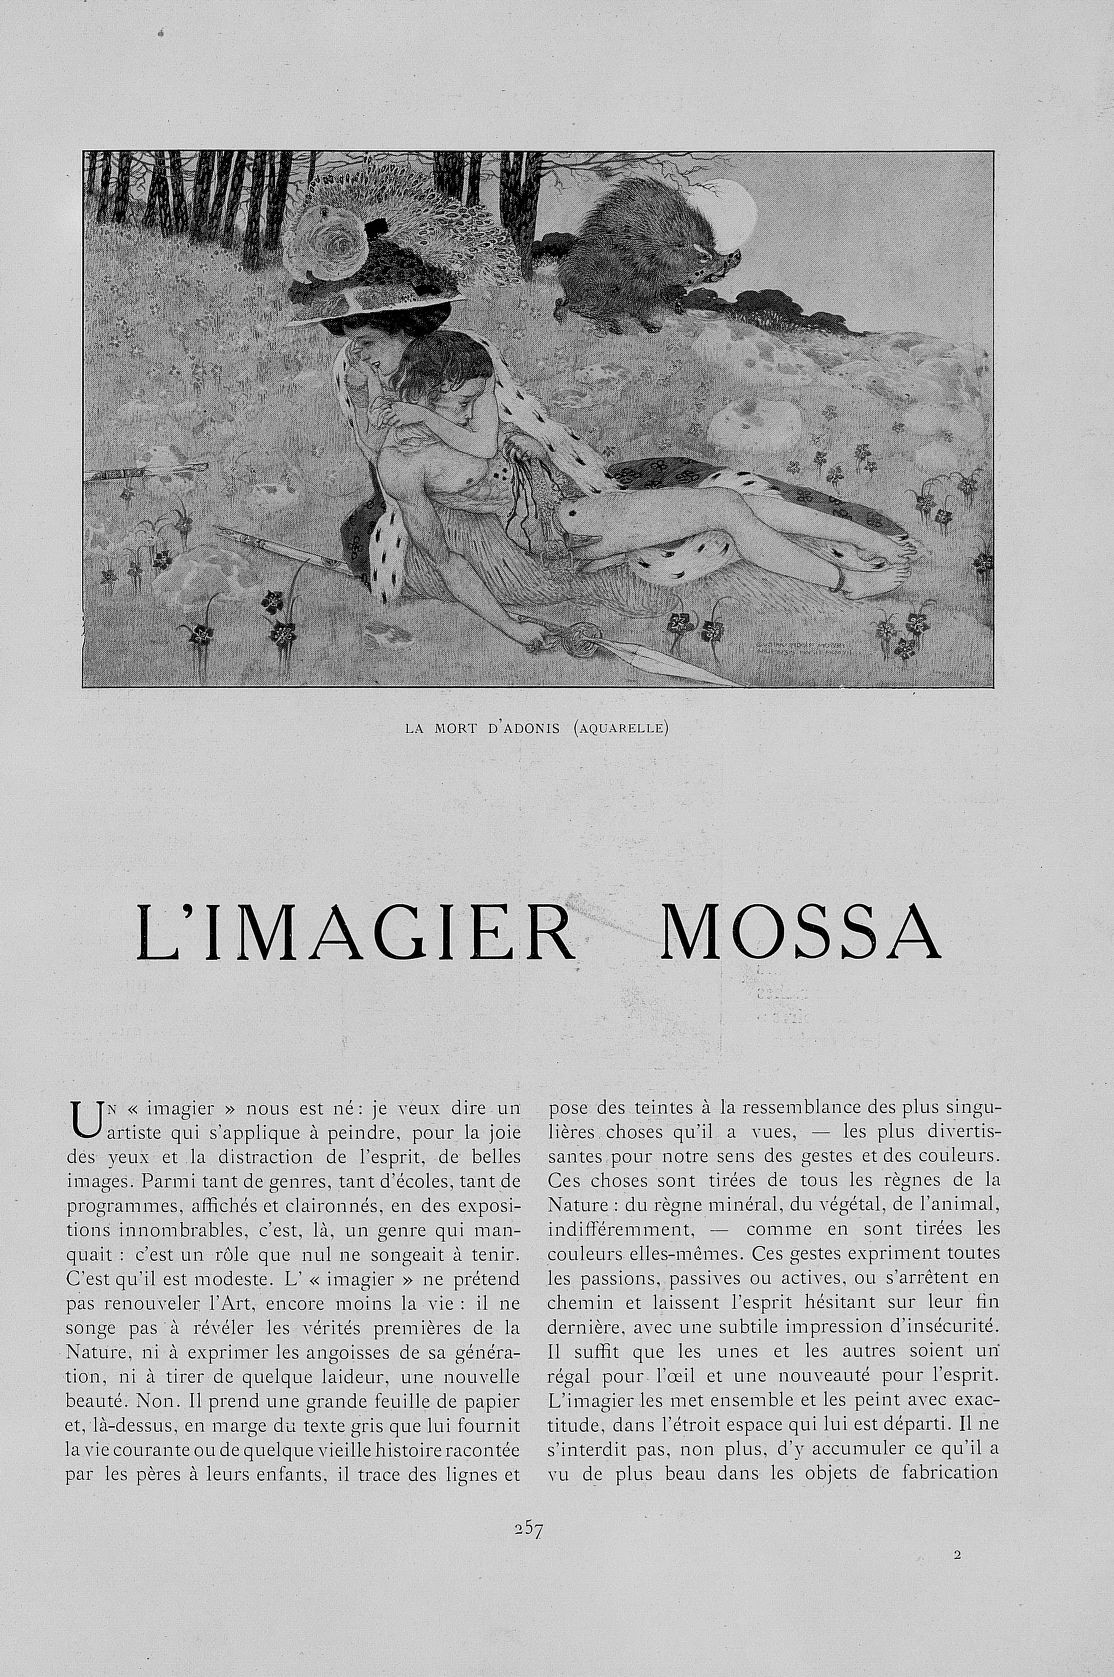 LA MORT D'ADONIS (AQUARELLE)
L'IMAGIER MOSSA
UN « imagier » nous est né : je veux dire un
artiste qui s'applique à peindre, pour la joie
des yeux et la distraction de l'esprit, de belles
images. Parmi tant de genres, tant d'écoles, tant de
programmes, affichés et claironnés, en des exposi-
tions innombrables, c'est, là, un genre qui man-
quait : c'est un rôle que nul ne songeait à tenir.
C'est qu'il est modeste. L' « imagier » ne prétend
pas renouveler l'Art, encore moins la vie : il ne
songe pas à révéler les vérités premières de la
Nature, ni à exprimer les angoisses de sa généra-
tion, ni à tirer de quelque laideur, une nouvelle
beauté. Non. Il prend une grande feuille de papier
et, là-dessus, en marge du texte gris que lui fournit
la vie courante ou de quelque vieille histoire racontée
par les pères à leurs enfants, il trace des lignes et
pose des teintes à la ressemblance des plus singu-
lières choses qu'il a vues, — les plus divertis-
santes pour notre sens des gestes et des couleurs.
Ces choses sont tirées de tous les règnes de la
Nature : du règne minéral, du végétal, de l'animal,
indifféremment, — comme en sont tirées les
couleurs elles-mêmes. Ces gestes expriment toutes
les passions, passives ou actives, ou s'arrêtent en
chemin et laissent l'esprit hésitant sur leur fin
dernière, avec une subtile impression d'insécurité.
Il suffit que les unes et les autres soient un
régal pour l'œil et une nouveauté pour l'esprit.
L'imagier les met ensemble et les peint avec exac-
titude, dans l'étroit espace qui lui est départi. Il ne
s'interdit pas, non plus, d'y accumuler ce qu'il a
vu de plus beau dans les objets de fabrication
257
2